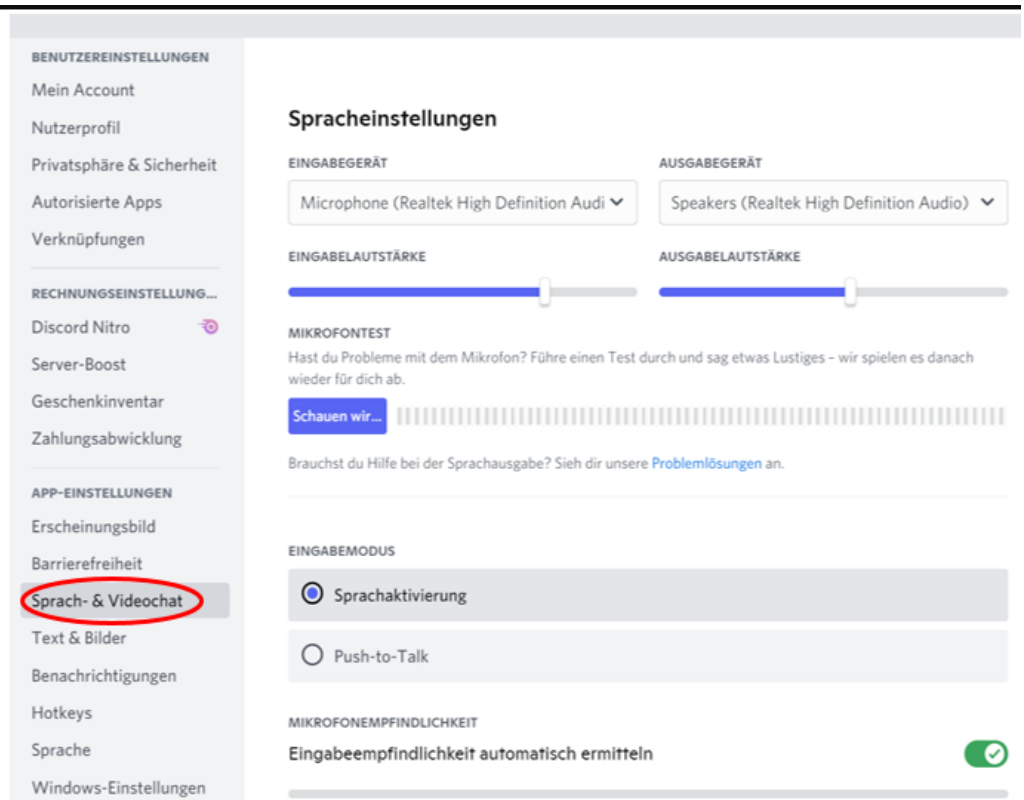 BENUTZEREINSTELLUNGEN
Mein Account
Nutzerprofil
Privatsphäre & Sicherheit
Autorisierte Apps
Verknüpfungen
RECHNUNGSEINSTELLUNG...
Discord Nitro
Server-Boost
Geschenkinventar
Zahlungsabwicklung
APP-EINSTELLUNGEN
Erscheinungsbild
Barrierefreiheit
Sprach- & Videochat
Text & Bilder
Benachrichtigungen
Hotkeys
Sprache
Windows-Einstellungen
Spracheinstellungen
EINGABEGERÄT
Microphone (Realtek High Definition Audi
AUSGABEGERÄT
Speakers (Realtek High Definition Audio)
EINGABELAUTSTÄRKE
AUSGABELAUTSTÄRKE
MIKROFONTEST
Hast du Probleme mit dem Mikrofon? Führe einen Test durch und sag etwas Lustiges – wir spielen es danach
wieder für dich ab.
Schauen wir...
Brauchst du Hilfe bei der Sprachausgabe? Sieh dir unsere Problemlösungen an.
EINGABEMODUS
Sprachaktivierung
Push-to-Talk
MIKROFONEMPFINDLICHKEIT
Eingabeempfindlichkeit automatisch ermitteln